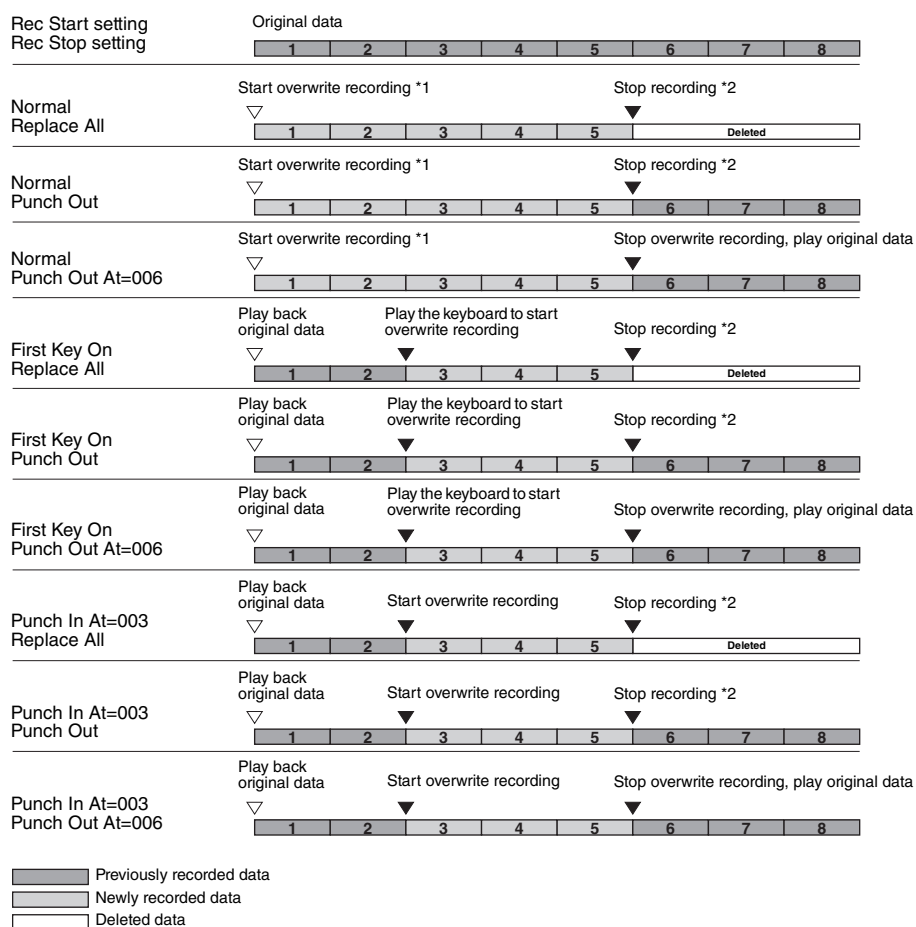 Rec Start setting
Rec Stop setting
Original data
1 2 3 4 5 6 7 8
Normal
Replace All
Start overwrite recording *1
Stop recording *2
1 2 3 4 5 Deleted
Normal
Punch Out
Start overwrite recording *1
Stop recording *2
1 2 3 4 5 6 7 8
Normal
Punch Out At=006
Start overwrite recording *1
Stop overwrite recording, play original data
1 2 3 4 5 6 7 8
First Key On
Replace All
Play back
original data
Play the keyboard to start
overwrite recording
Stop recording *2
1 2 3 4 5 Deleted
First Key On
Punch Out
Play back
original data
Play the keyboard to start
overwrite recording
Stop recording *2
1 2 3 4 5 6 7 8
First Key On
Punch Out At=006
Play back
original data
Play the keyboard to start
overwrite recording
Stop overwrite recording, play original data
1 2 3 4 5 6 7 8
Punch In At=003
Replace All
Play back
original data
Start overwrite recording
Stop recording *2
1 2 3 4 5 Deleted
Punch In At=003
Punch Out
Play back
original data
Start overwrite recording
Stop recording *2
1 2 3 4 5 6 7 8
Punch In At=003
Punch Out At=006
Play back
original data
Start overwrite recording
Stop overwrite recording, play original data
1 2 3 4 5 6 7 8
Previously recorded data
Newly recorded data
Deleted data